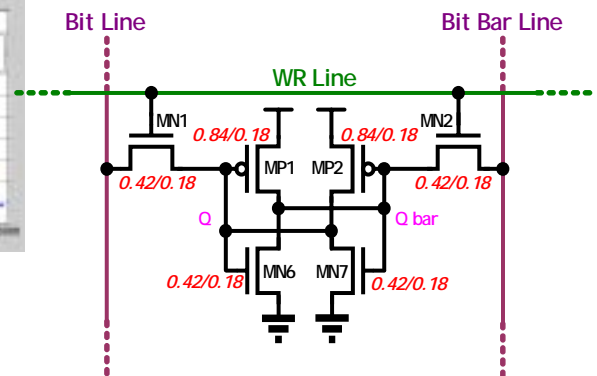 Bit Line
Bit Bar Line
WR Line
MN1
MN2
0.84/0.18
0.84/0.18
MP1
MP2
0.42/0.18
0.42/0.18
Q
Q bar
MN6
MN7
0.42/0.18
0.42/0.18